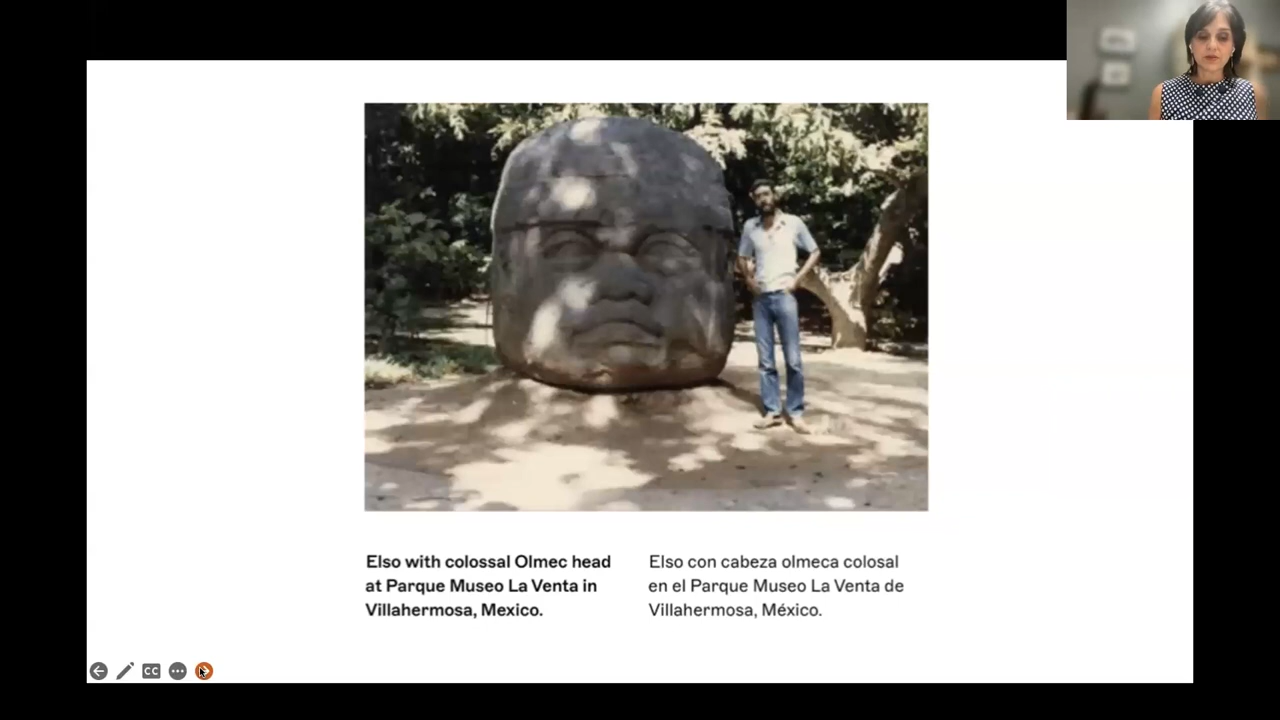 Elso with colossal Olmec head
at Parque Museo La Venta in
Villahermosa, Mexico.
Elso con cabeza olmeca colosal
en el Parque Museo La Venta de
Villahermosa, México.
CC